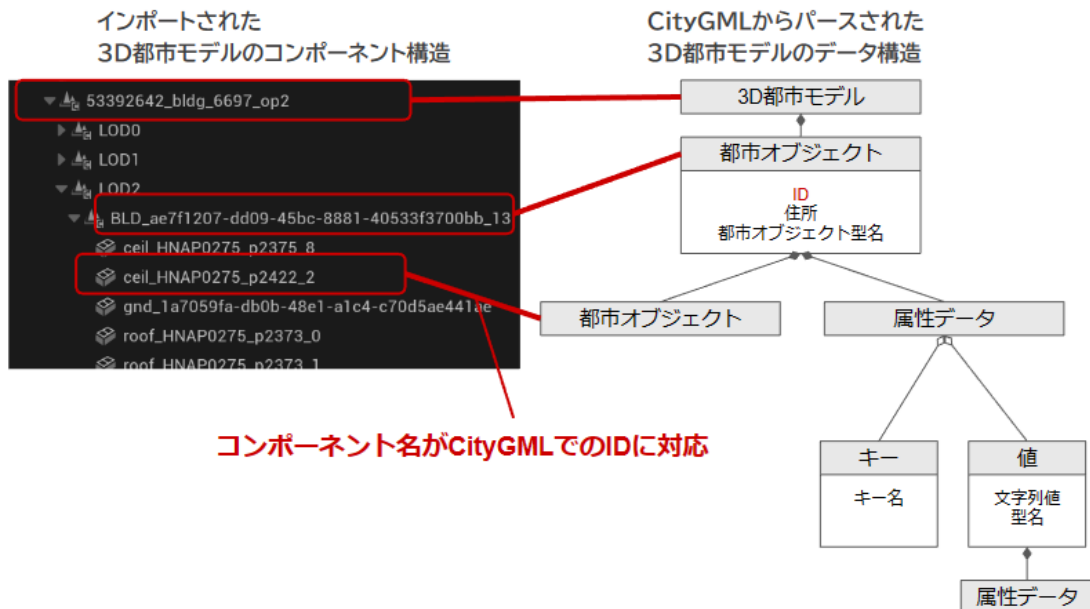 インポートされた
3D都市モデルのコンポーネント構造
CityGMLからパースされた
3D都市モデルのデータ構造
53392642_bldg_6697_op2
LOD0
LOD1
LOD2
BLD_ae7f1207-dd09-45bc-8881-40533f3700bb_13
ceil_HNAP0275_p2375_8
ceil_HNAP0275_p2422_2
gnd_1a7059fa-db0b-48e1-a1c4-c70d5ae441ae
roof_HNAP0275_p2373_0
roof_HNAP0275_p2373_1
3D都市モデル
都市オブジェクト
ID
住所
都市オブジェクト型名
都市オブジェクト
属性データ
コンポーネント名がCityGMLでのIDに対応
キー
キー名
値
文字列値
型名
属性データ